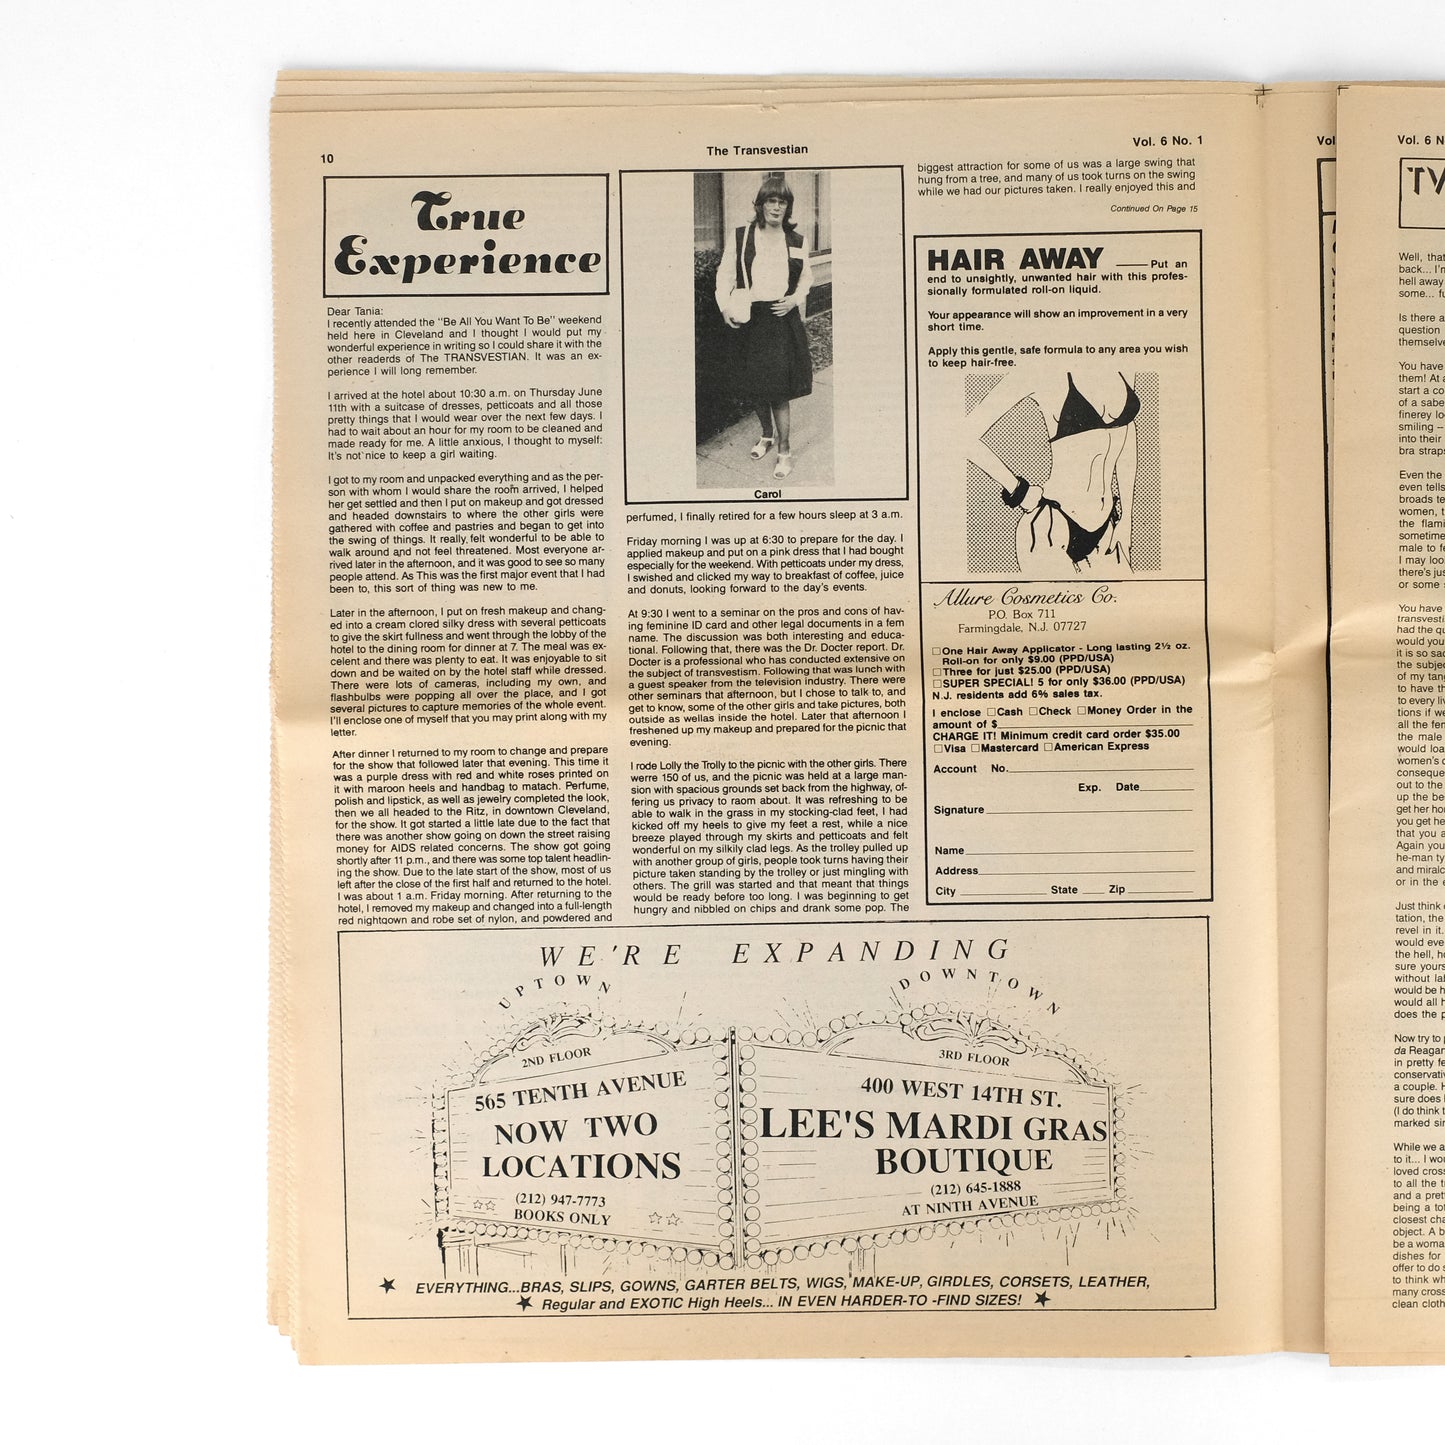 10
The Transvestian
Vol. 6 No. 1
True
Experience
Dear Tania:
I recently attended the "Be All You Want To Be" weekend
held here in Cleveland and I thought I would put my
wonderful experience in writing so I could share it with the
other readerds of The TRANSVESTIAN. It was an ex-
perience I will long remember.
I arrived at the hotel about 10:30 a.m. on Thursday June
11th with a suitcase of dresses, petticoats and all those
pretty things that I would wear over the next few days. I
had to wait about an hour for my room to be cleaned and
made ready for me. A little anxious, I thought to myself:
It's not nice to keep a girl waiting.
I got to my room and unpacked everything and as the per-
son with whom I would share the room arrived, I helped
her get settled and then I put on makeup and got dressed
and headed downstairs to where the other girls were
gathered with coffee and pastries and began to get into
the swing of things. It really felt wonderful to be able to
walk around and not feel threatened. Most everyone ar-
rived later in the afternoon, and it was good to see so many
people attend. As This was the first major event that I had
been to, this sort of thing was new to me.
Later in the afternoon, I put on fresh makeup and chang-
ed into a cream clored silky dress with several petticoats
to give the skirt fullness and went through the lobby of the
hotel to the dining room for dinner at 7. The meal was ex-
celent and there was plenty to eat. It was enjoyable to sit
down and be waited on by the hotel staff while dressed.
There were lots of cameras, including my own, and
flashbulbs were popping all over the place, and I got
several pictures to capture memories of the whole event.
I'll enclose one of myself that you may print along with my
letter.
After dinner I returned to my room to change and prepare
for the show that followed later that evening. This time it
was a purple dress with red and white roses printed on
it with maroon heels and handbag to matach. Perfume,
polish and lipstick, as well as jewelry completed the look,
then we all headed to the Ritz, in downtown Cleveland,
for the show. It got started a little late due to the fact that
there was another show going on down the street raising
money for AIDS related concerns. The show got going
shortly after 11 p.m., and there was some top talent headlin-
ing the show. Due to the late start of the show, most of us
left after the close of the first half and returned to the hotel.
I was about 1 a.m. Friday morning. After returning to the
hotel, I removed my makeup and changed into a full-length
red nightgown and robe set of nylon, and powdered and
Carol
perfumed, I finally retired for a few hours sleep at 3 a.m.
Friday morning I was up at 6:30 to prepare for the day. I
applied makeup and put on a pink dress that I had bought
especially for the weekend. With petticoats under my dress,
I swished and clicked my way to breakfast of coffee, juice
and donuts, looking forward to the day's events.
At 9:30 I went to a seminar on the pros and cons of hav-
ing feminine ID card and other legal documents in a fem
name. The discussion was both interesting and educa-
tional. Following that, there was the Dr. Docter report. Dr.
Docter is a professional who has conducted extensive on
the subject of transvestism. Following that was lunch with
a guest speaker from the television industry. There were
other seminars that afternoon, but I chose to talk to, and
get to know, some of the other girls and take pictures, both
outside as wellas inside the hotel. Later that afternoon I
freshened up my makeup and prepared for the picnic that
evening.
I rode Lolly the Trolly to the picnic with the other girls. There
werre 150 of us, and the picnic was held at a large man-
sion with spacious grounds set back from the highway, of-
fering us privacy to raom about. It was refreshing to be
able to walk in the grass in my stocking-clad feet, I had
kicked off my heels to give my feet a rest, while a nice
breeze played through my skirts and petticoats and felt
wonderful on my silkily clad legs. As the trolley pulled up
with another group of girls, people took turns having their
picture taken standing by the trolley or just mingling with
others. The grill was started and that meant that things
would be ready before too long. I was beginning to get
hungry and nibbled on chips and drank some pop. The
biggest attraction for some of us was a large swing that
hung from a tree, and many of us took turns on the swing
while we had our pictures taken. I really enjoyed this and
Continued On Page 15
HAIR AWAY —— Put an
end to unsightly, unwanted hair with this profes-
sionally formulated roll-on liquid.
Your appearance will show an improvement in a very
short time.
Apply this gentle, safe formula to any area you wish
to keep hair-free.
Allure Cosmetics Co.
P.O. Box 711
Farmingdale, N.J. 07727
□ One Hair Away Applicator - Long lasting 2½ oz.
Roll-on for only $9.00 (PPD/USA)
□ Three for just $25.00 (PPD/USA)
□ SUPER SPECIAL! 5 for only $36.00 (PPD/USA)
N.J. residents add 6% sales tax.
I enclose □Cash □Check □Money Order in the
amount of $
CHARGE IT! Minimum credit card order $35.00
□Visa □Mastercard □American Express
Account No.
Exp. Date
Signature
Name
Address
City State Zip
WE'RE EXPANDING
UPTOWN
DOWNTOWN
2ND FLOOR
565 TENTH AVENUE
NOW TWO
LOCATIONS
(212) 947-7773
BOOKS ONLY
3RD FLOOR
400 WEST 14TH ST.
LEE'S MARDI GRAS
BOUTIQUE
(212) 645-1888
AT NINTH AVENUE
★ EVERYTHING...BRAS, SLIPS, GOWNS, GARTER BELTS, WIGS, MAKE-UP, GIRDLES, CORSETS, LEATHER,
★ Regular and EXOTIC High Heels... IN EVEN HARDER-TO -FIND SIZES! ★
Vol. 6 N
TV